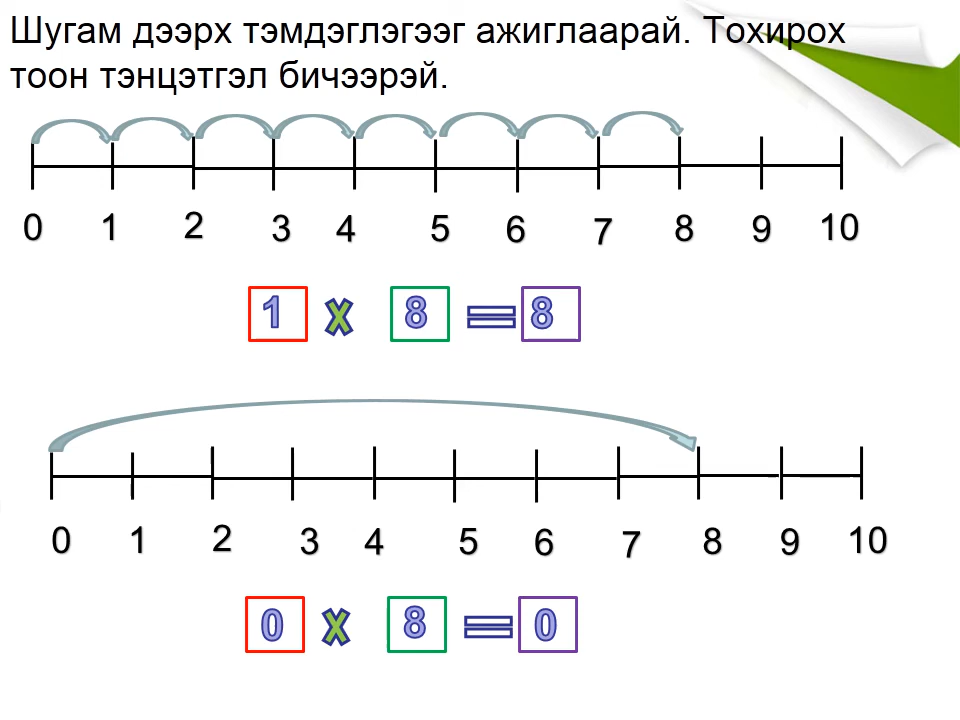 Шугам дээрх тэмдэглэгээг ажиглаарай. Тохирох
тоон тэнцэтгэл бичээрэй.
0 1 2 3 4 5 6 7 8 9 10
1 x 8 = 8
0 1 2 3 4 5 6 7 8 9 10
0 x 8 = 0